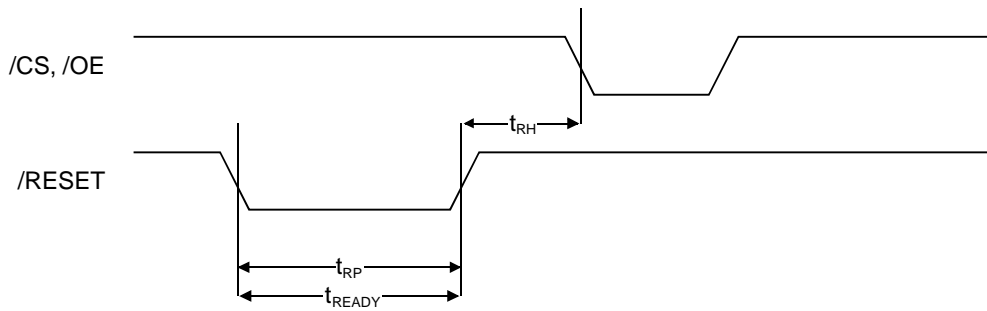 /CS, /OE
tRH
/RESET
tRP
tREADY